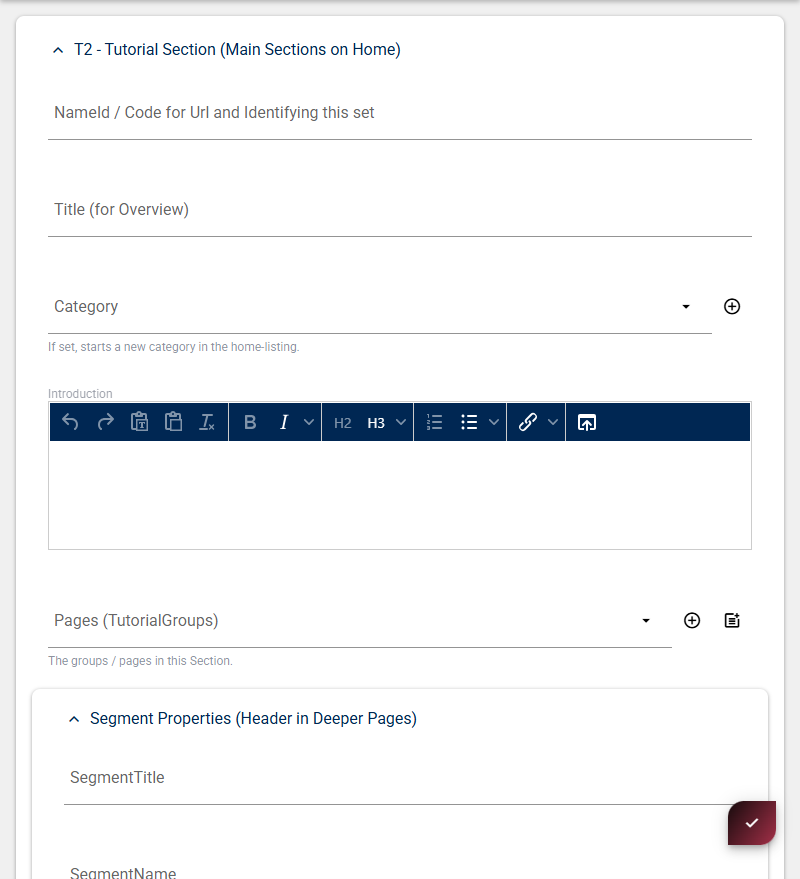 T2 - Tutorial Section (Main Sections on Home)
NameId / Code for Url and Identifying this set
Title (for Overview)
Category
If set, starts a new category in the home-listing.
Introduction
B I H2 H3
Pages (TutorialGroups)
The groups / pages in this Section.
Segment Properties (Header in Deeper Pages)
SegmentTitle
SegmentName